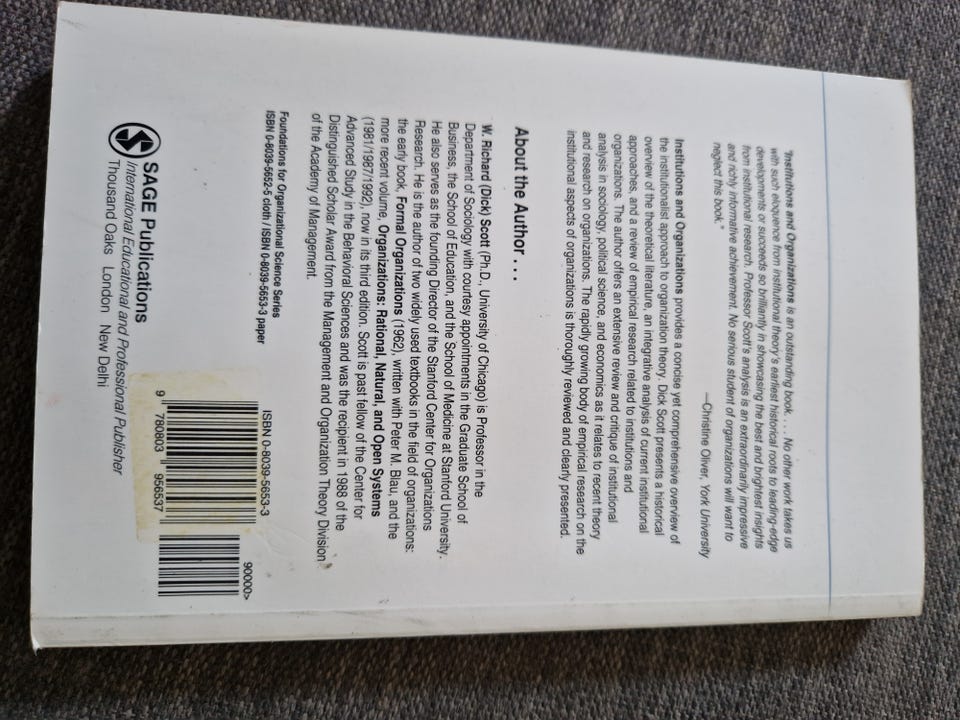 "Institutions and Organizations is an outstanding book. . . . No other work takes us
with such eloquence from institutional theory's earliest historical roots to leading-edge
developments or succeeds so brilliantly in showcasing the best and brightest insights
from institutional research. Professor Scott's analysis is an extraordinarily impressive
and richly informative achievement. No serious student of organizations will want to
neglect this book."
—Christine Oliver, York University
Institutions and Organizations provides a concise yet comprehensive overview of
the institutionalist approach to organization theory. Dick Scott presents a historical
overview of the theoretical literature, an integrative analysis of current institutional
approaches, and a review of empirical research related to institutions and
organizations. The author offers an extensive review and critique of institutional
analysis in sociology, political science, and economics as it relates to recent theory
and research on organizations. The rapidly growing body of empirical research on the
institutional aspects of organizations is thoroughly reviewed and clearly presented.
About the Author . . .
W. Richard (Dick) Scott (Ph.D., University of Chicago) is Professor in the
Department of Sociology with courtesy appointments in the Graduate School of
Business, the School of Education, and the School of Medicine at Stanford University.
He also serves as the founding Director of the Stanford Center for Organizations
Research. He is the author of two widely used textbooks in the field of organizations:
the early book, Formal Organizations (1962), written with Peter M. Blau, and the
more recent volume, Organizations: Rational, Natural, and Open Systems
(1981/1987/1992), now in its third edition. Scott is past fellow of the Center for
Advanced Study in the Behavioral Sciences and was the recipient in 1988 of the
Distinguished Scholar Award from the Management and Organization Theory Division
of the Academy of Management.
Foundations for Organizational Science Series
ISBN 0-8039-5652-5 cloth / ISBN 0-8039-5653-3 paper
SAGE Publications
International Educational and Professional Publisher
Thousand Oaks London New Delhi
ISBN 0-8039-5653-3
90000>
9 780803 956537